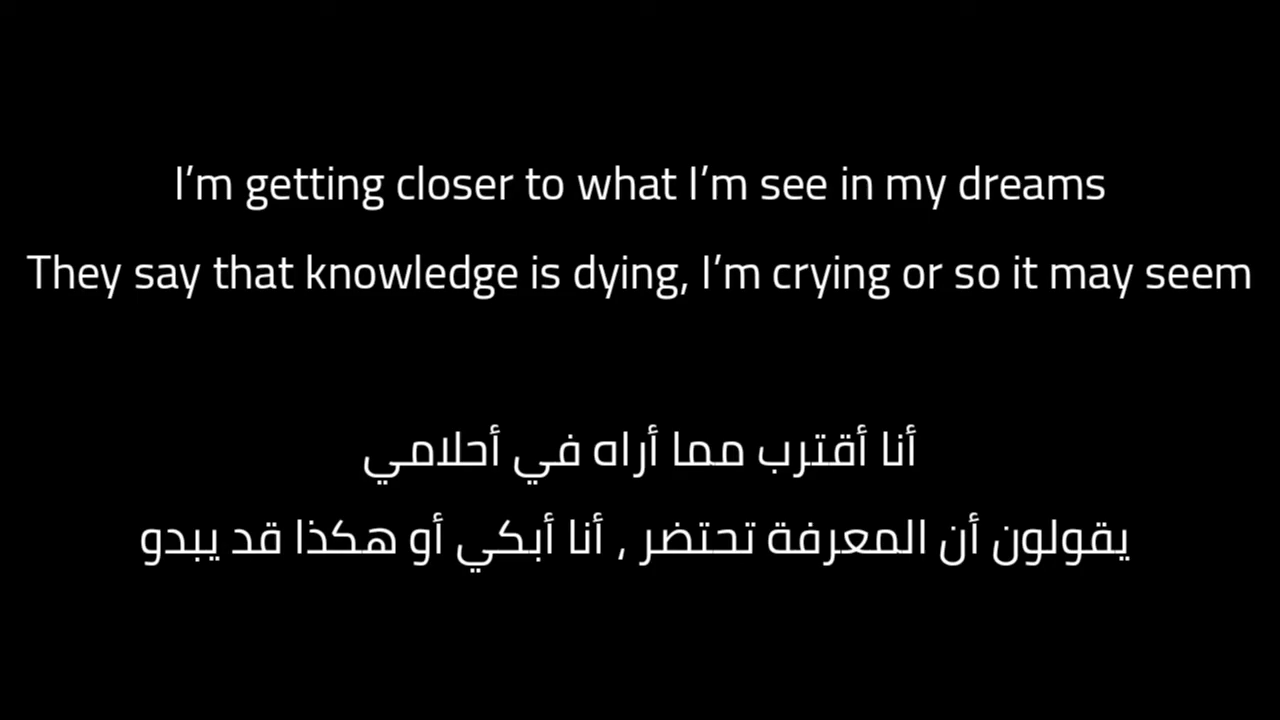 I’m getting closer to what I’m see in my dreams
They say that knowledge is dying, I’m crying or so it may seem
أنا أقترب مما أراه في أحلامي
يقولون أن المعرفة تحتضر , أنا أبكي أو هكذا قد يبدو